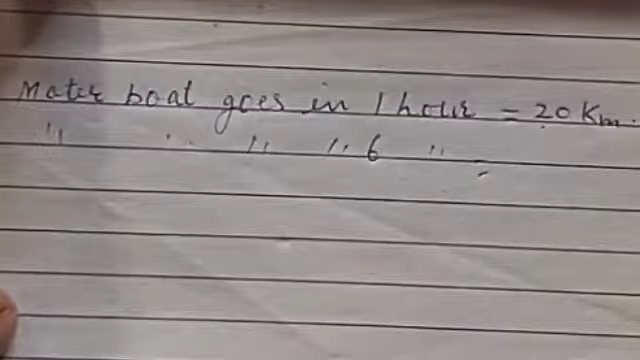 Motor boat goes in 1 hour = 20 Km.
" " " " 6 " =